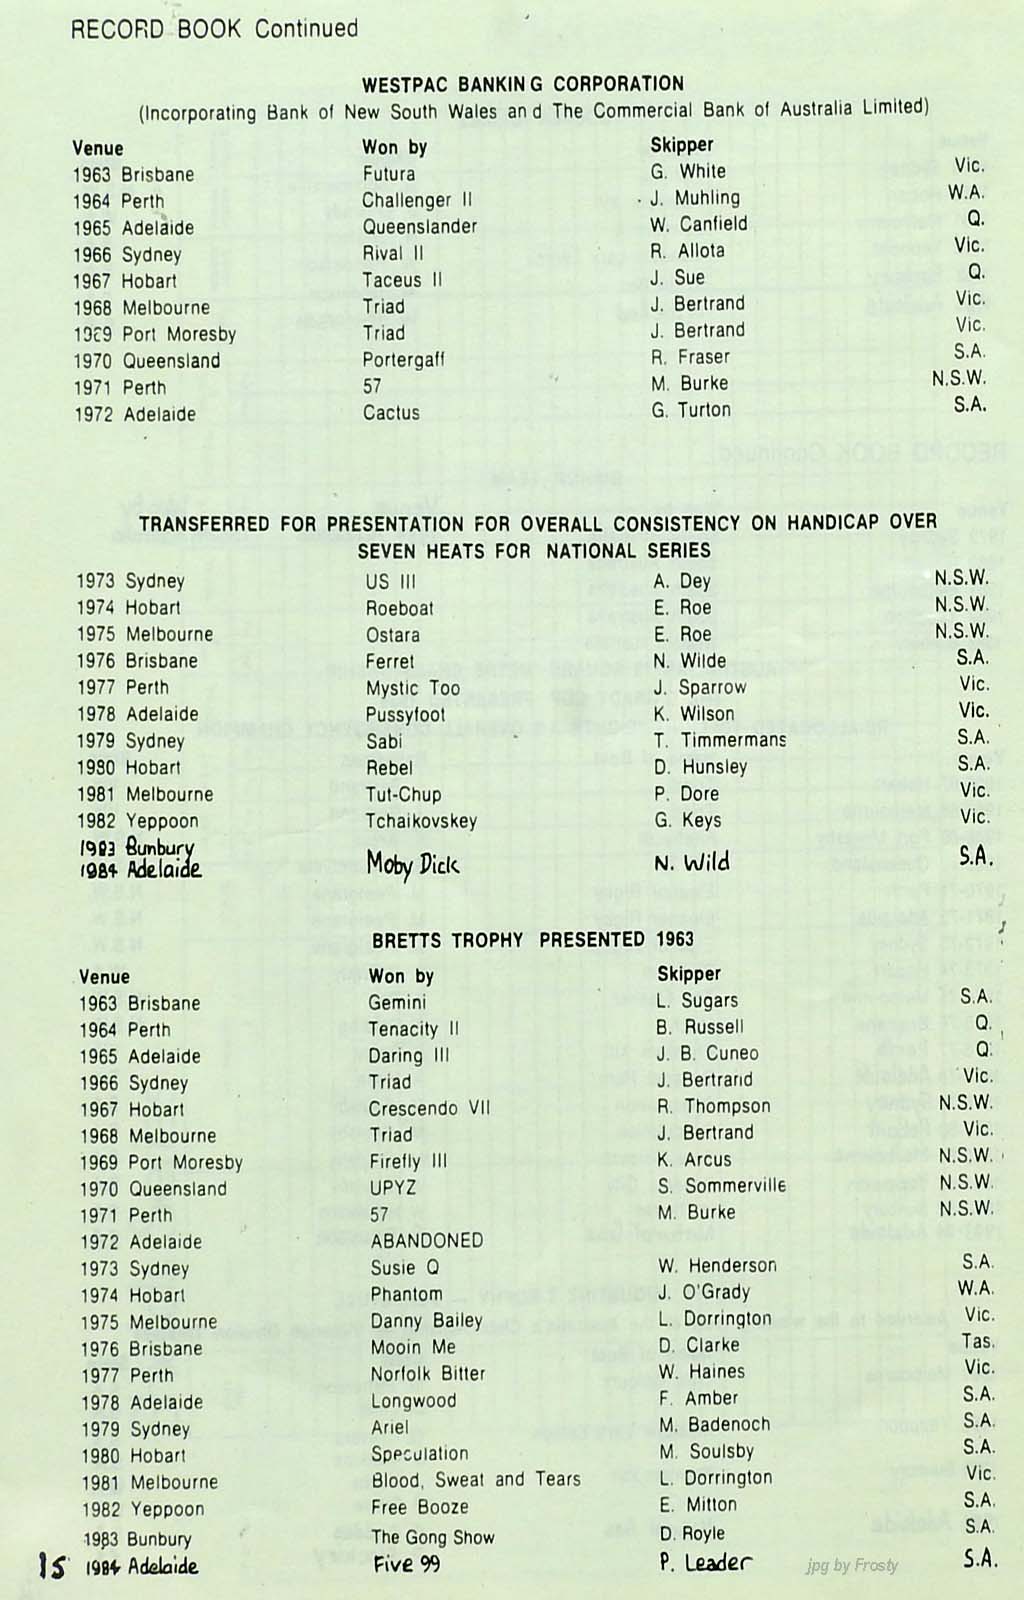 RECORD BOOK Continued
WESTPAC BANKING CORPORATION
(Incorporating Bank of New South Wales and The Commercial Bank of Australia Limited)
Venue Won by Skipper
1963 Brisbane Futura G. White Vic.
1964 Perth Challenger II J. Muhling W.A.
1965 Adelaide Queenslander W. Canfield Q.
1966 Sydney Rival II R. Allota Vic.
1967 Hobart Taceus II J. Sue Q.
1968 Melbourne Triad J. Bertrand Vic.
1969 Port Moresby Triad J. Bertrand Vic.
1970 Queensland Portergaff R. Fraser S.A.
1971 Perth 57 M. Burke N.S.W.
1972 Adelaide Cactus G. Turton S.A.
TRANSFERRED FOR PRESENTATION FOR OVERALL CONSISTENCY ON HANDICAP OVER
SEVEN HEATS FOR NATIONAL SERIES
1973 Sydney US III A. Dey N.S.W.
1974 Hobart Roeboat E. Roe N.S.W.
1975 Melbourne Ostara E. Roe N.S.W.
1976 Brisbane Ferret N. Wilde S.A.
1977 Perth Mystic Too J. Sparrow Vic.
1978 Adelaide Pussyfoot K. Wilson Vic.
1979 Sydney Sabi T. Timmermans S.A.
1980 Hobart Rebel D. Hunsley S.A.
1981 Melbourne Tut-Chup P. Dore Vic.
1982 Yeppoon Tchaikovskey G. Keys Vic.
1983 Bunbury
1984 Adelaide Moby Dick N. Wild S.A.
BRETTS TROPHY PRESENTED 1963
Venue Won by Skipper
1963 Brisbane Gemini L. Sugars S.A.
1964 Perth Tenacity II B. Russell Q.
1965 Adelaide Daring III J. B. Cuneo Q.
1966 Sydney Triad J. Bertrand Vic.
1967 Hobart Crescendo VII R. Thompson N.S.W.
1968 Melbourne Triad J. Bertrand Vic.
1969 Port Moresby Firefly III K. Arcus N.S.W.
1970 Queensland UPYZ S. Sommerville N.S.W.
1971 Perth 57 M. Burke N.S.W.
1972 Adelaide ABANDONED
1973 Sydney Susie Q W. Henderson S.A.
1974 Hobart Phantom J. O'Grady W.A.
1975 Melbourne Danny Bailey L. Dorrington Vic.
1976 Brisbane Mooin Me D. Clarke Tas.
1977 Perth Norfolk Bitter W. Haines Vic.
1978 Adelaide Longwood F. Amber S.A.
1979 Sydney Ariel M. Badenoch S.A.
1980 Hobart Speculation M. Soulsby S.A.
1981 Melbourne Blood, Sweat and Tears L. Dorrington Vic.
1982 Yeppoon Free Booze E. Mitton S.A.
1983 Bunbury The Gong Show D. Royle S.A.
15 1984 Adelaide Five 99 P. Leader S.A.
jpg by Frosty